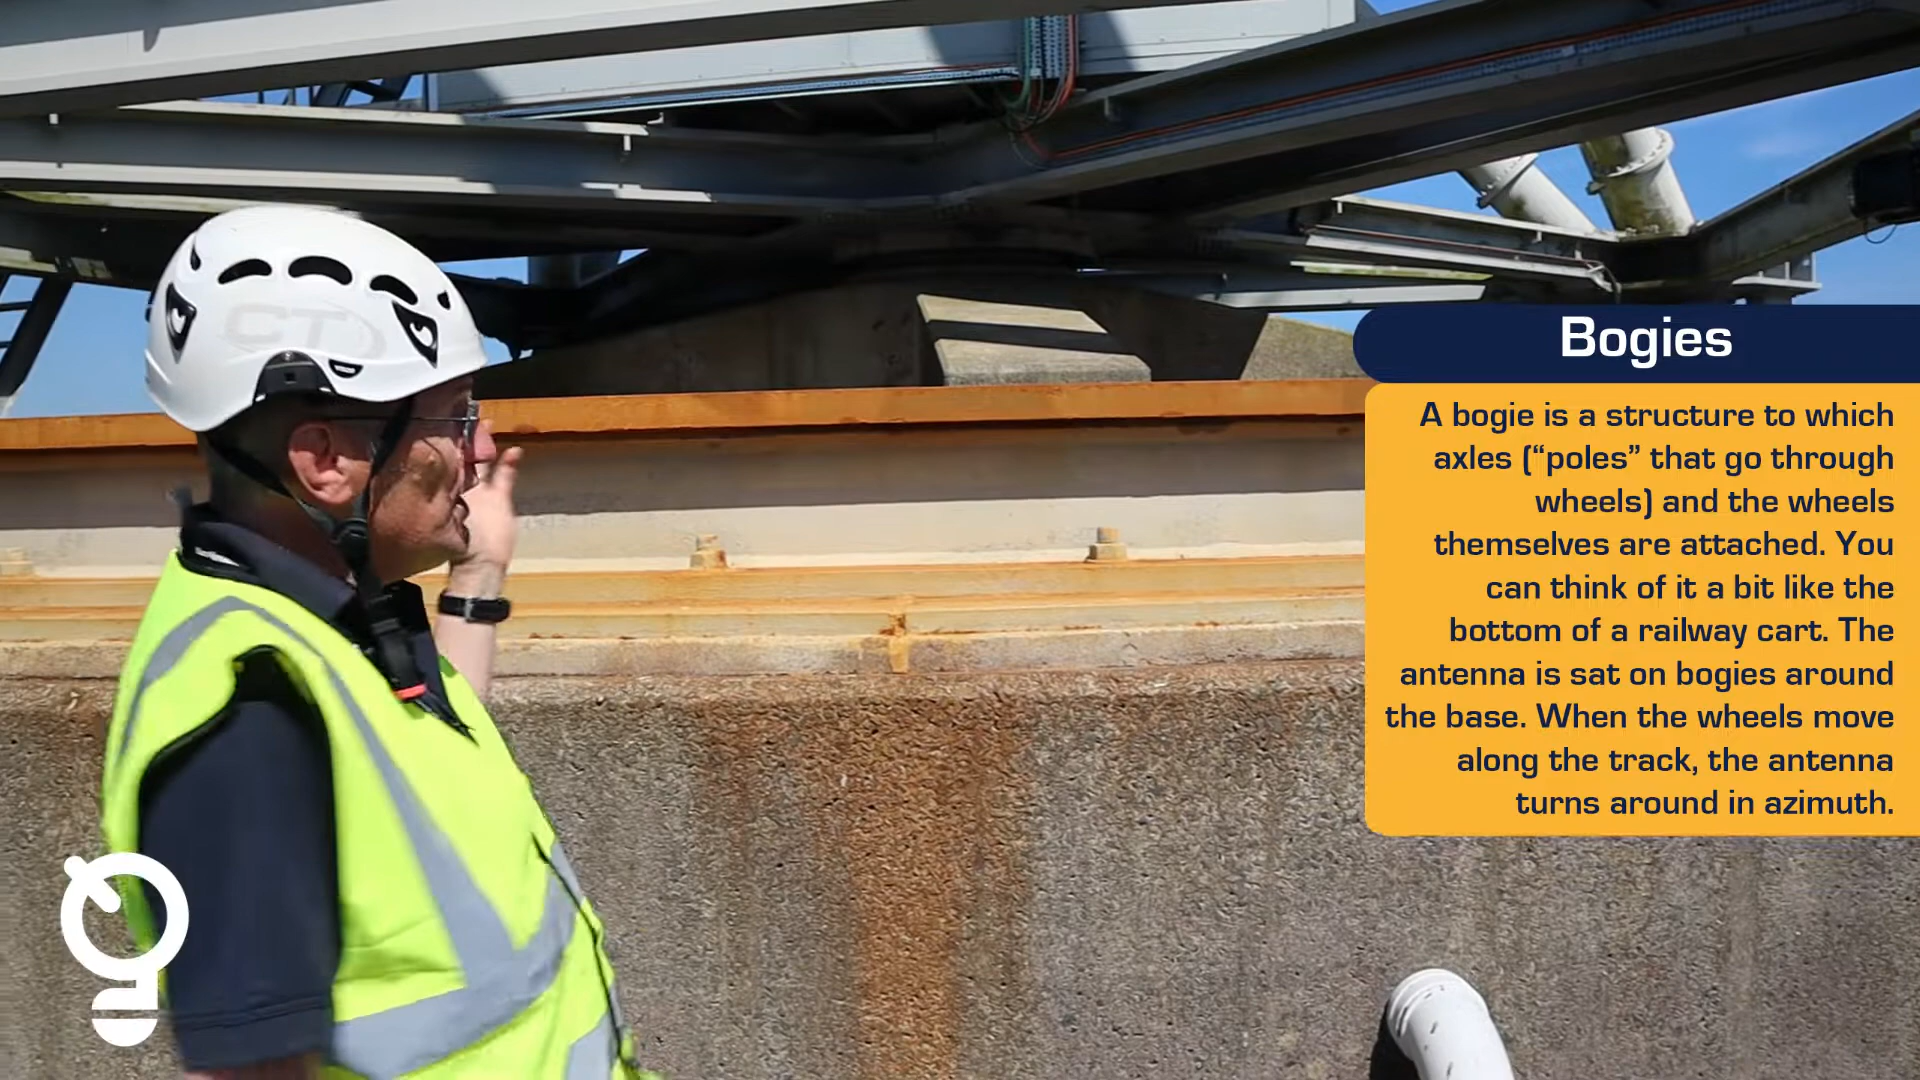 CT
Bogies
A bogie is a structure to which
axles (“poles” that go through
wheels) and the wheels
themselves are attached. You
can think of it a bit like the
bottom of a railway cart. The
antenna is sat on bogies around
the base. When the wheels move
along the track, the antenna
turns around in azimuth.